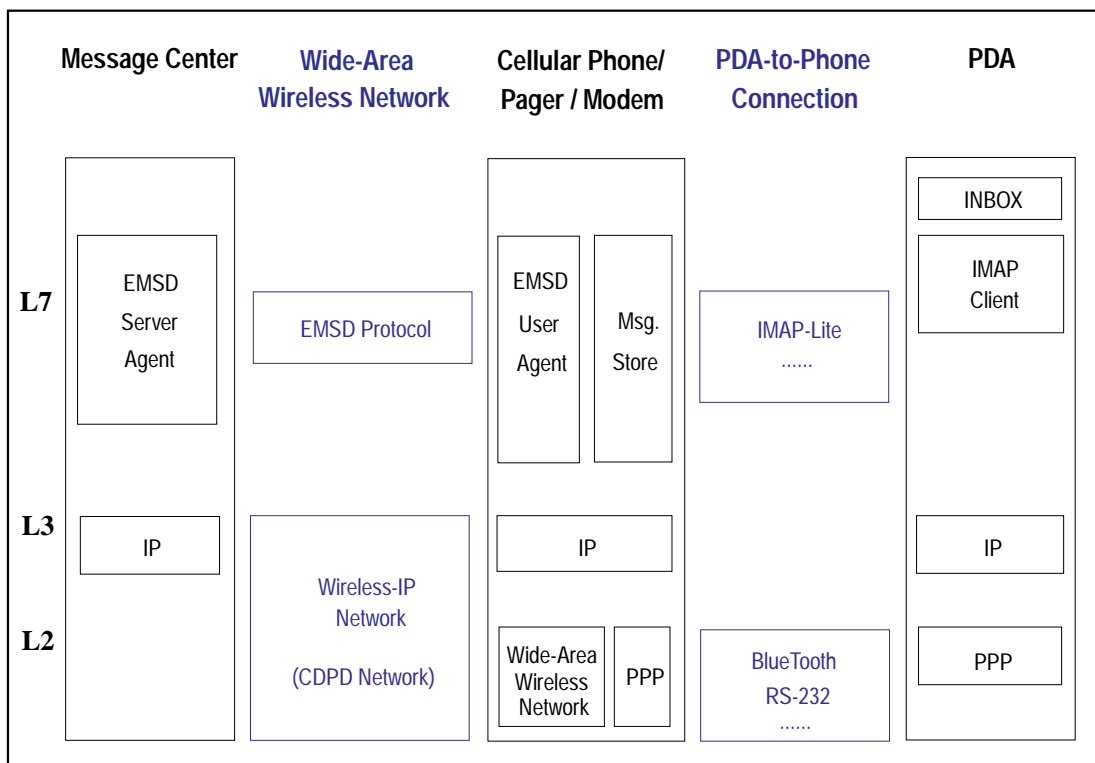 Message Center
Wide-Area
Wireless Network
Cellular Phone/
Pager / Modem
PDA-to-Phone
Connection
PDA
L7
EMSD
Server
Agent
EMSD Protocol
EMSD
User
Agent
Msg.
Store
IMAP-Lite
......
INBOX
IMAP
Client
L3
IP
Wireless-IP
Network
(CDPD Network)
IP
IP
L2
Wide-Area
Wireless
Network
PPP
BlueTooth
RS-232
......
PPP